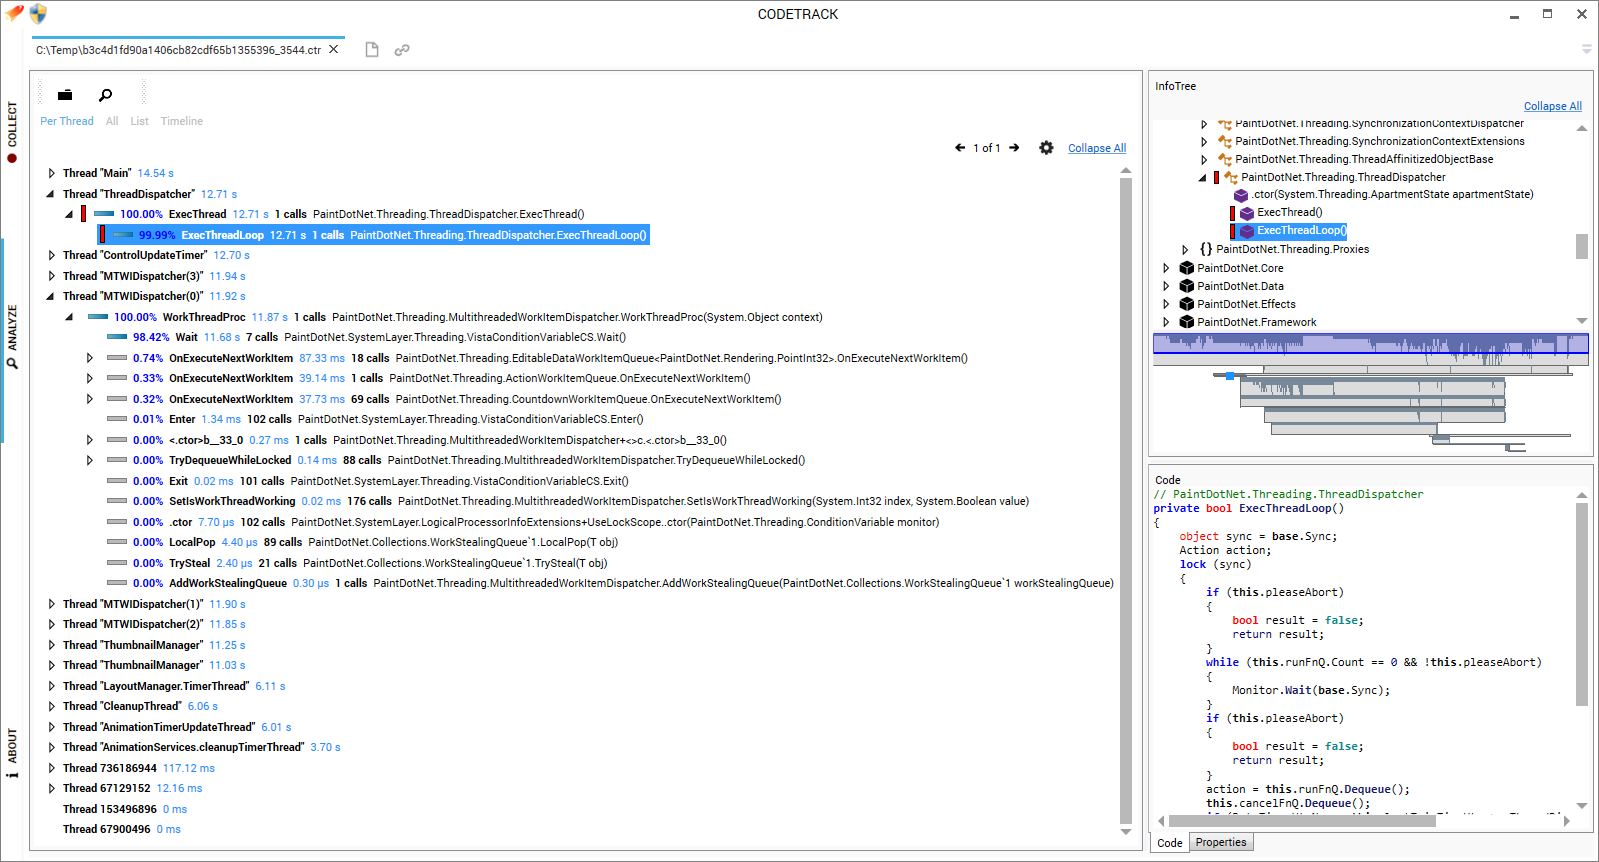 CODETRACK
C:\Temp\b3c4d1fd90a1406cb82cdf65b1355396_3544.ctr
COLLECT
ANALYZE
ABOUT
Per Thread All List Timeline
1 of 1 Collapse All
Thread "Main" 14.54 s
Thread "ThreadDispatcher" 12.71 s
100.00% ExecThread 12.71 s 1 calls PaintDotNet.Threading.ThreadDispatcher.ExecThread()
99.99% ExecThreadLoop 12.71 s 1 calls PaintDotNet.Threading.ThreadDispatcher.ExecThreadLoop()
Thread "ControlUpdateTimer" 12.70 s
Thread "MTWIDispatcher(3)" 11.94 s
Thread "MTWIDispatcher(0)" 11.92 s
100.00% WorkThreadProc 11.87 s 1 calls PaintDotNet.Threading.MultithreadedWorkItemDispatcher.WorkThreadProc(System.Object context)
98.42% Wait 11.68 s 7 calls PaintDotNet.SystemLayer.Threading.VistaConditionVariableCS.Wait()
0.74% OnExecuteNextWorkItem 87.33 ms 18 calls PaintDotNet.Threading.EditableDataWorkItemQueue<PaintDotNet.Rendering.PointInt32>.OnExecuteNextWorkItem()
0.33% OnExecuteNextWorkItem 39.14 ms 1 calls PaintDotNet.Threading.ActionWorkItemQueue.OnExecuteNextWorkItem()
0.32% OnExecuteNextWorkItem 37.73 ms 69 calls PaintDotNet.Threading.CountdownWorkItemQueue.OnExecuteNextWorkItem()
0.01% Enter 1.34 ms 102 calls PaintDotNet.SystemLayer.Threading.VistaConditionVariableCS.Enter()
0.00% <.ctor>b__33_0 0.27 ms 1 calls PaintDotNet.Threading.MultithreadedWorkItemDispatcher+<>c.<.ctor>b__33_0()
0.00% TryDequeueWhileLocked 0.14 ms 88 calls PaintDotNet.Threading.MultithreadedWorkItemDispatcher.TryDequeueWhileLocked()
0.00% Exit 0.02 ms 101 calls PaintDotNet.SystemLayer.Threading.VistaConditionVariableCS.Exit()
0.00% SetIsWorkThreadWorking 0.02 ms 176 calls PaintDotNet.Threading.MultithreadedWorkItemDispatcher.SetIsWorkThreadWorking(System.Int32 index, System.Boolean value)
0.00% .ctor 7.70 µs 102 calls PaintDotNet.SystemLayer.LogicalProcessorInfoExtensions+UseLockScope..ctor(PaintDotNet.Threading.ConditionVariable monitor)
0.00% LocalPop 4.40 µs 89 calls PaintDotNet.Collections.WorkStealingQueue`1.LocalPop(T obj)
0.00% TrySteal 2.40 µs 21 calls PaintDotNet.Collections.WorkStealingQueue`1.TrySteal(T obj)
0.00% AddWorkStealingQueue 0.30 µs 1 calls PaintDotNet.Threading.MultithreadedWorkItemDispatcher.AddWorkStealingQueue(PaintDotNet.Collections.WorkStealingQueue`1 workStealingQueue)
Thread "MTWIDispatcher(1)" 11.90 s
Thread "MTWIDispatcher(2)" 11.85 s
Thread "ThumbnailManager" 11.25 s
Thread "ThumbnailManager" 11.03 s
Thread "LayoutManager.TimerThread" 6.11 s
Thread "CleanupThread" 6.06 s
Thread "AnimationTimerUpdateThread" 6.01 s
Thread "AnimationServices.cleanupTimerThread" 3.70 s
Thread 736186944 117.12 ms
Thread 67129152 12.16 ms
Thread 153496896 0 ms
Thread 67900496 0 ms
InfoTree
Collapse All
PaintDotNet.Threading.SynchronizationContextDispatcher
PaintDotNet.Threading.SynchronizationContextExtensions
PaintDotNet.Threading.ThreadAffinitizedObjectBase
PaintDotNet.Threading.ThreadDispatcher
.ctor(System.Threading.ApartmentState apartmentState)
ExecThread()
ExecThreadLoop()
{} PaintDotNet.Threading.Proxies
PaintDotNet.Core
PaintDotNet.Data
PaintDotNet.Effects
PaintDotNet.Framework
Code
// PaintDotNet.Threading.ThreadDispatcher
private bool ExecThreadLoop()
{
object sync = base.Sync;
Action action;
lock (sync)
{
if (this.pleaseAbort)
{
bool result = false;
return result;
}
while (this.runFnQ.Count == 0 && !this.pleaseAbort)
{
Monitor.Wait(base.Sync);
}
if (this.pleaseAbort)
{
bool result = false;
return result;
}
action = this.runFnQ.Dequeue();
this.cancelFnQ.Dequeue();
Code Properties